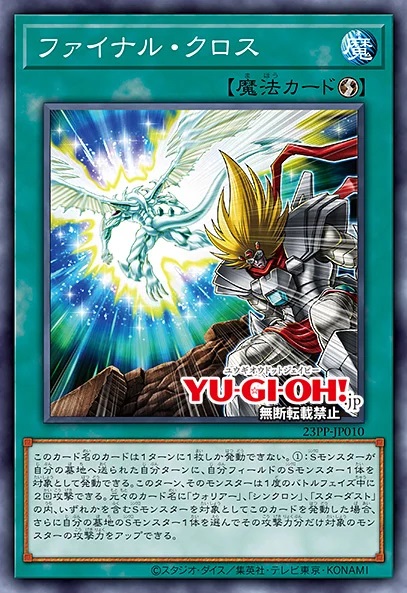 ファイナル・クロス
魔
【魔法カード】
ユウギオウドットジェイピー
YU-GI-OH!.jp
無断転載禁止
23PP-JP010
このカード名のカードは1ターンに1枚しか発動できない。①:Sモンスターが
自分の墓地へ送られた自分ターンに、自分フィールドのSモンスター1体を
対象として発動できる。このターン、そのモンスターは1度のバトルフェイズ中に
2回攻撃できる。元々のカード名に「ウォリアー」、「シンクロン」、「スターダスト」
の内、いずれかを含むSモンスターを対象としてこのカードを発動した場合、
さらに自分の墓地のSモンスター1体を選んでその攻撃力分だけ対象のモン
スターの攻撃力をアップできる。
©スタジオ・ダイス/集英社・テレビ東京・KONAMI